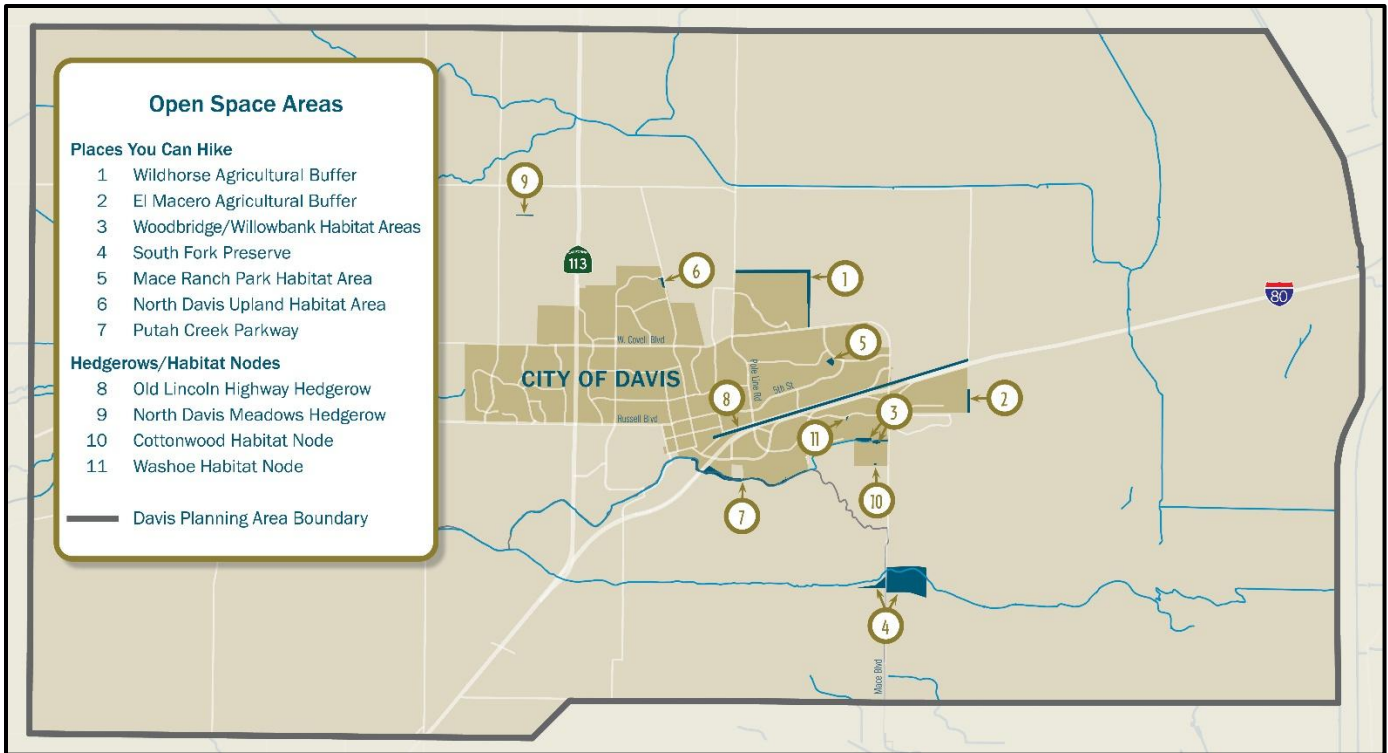 Open Space Areas
Places You Can Hike
1 Wildhorse Agricultural Buffer
2 El Macero Agricultural Buffer
3 Woodbridge/Willowbank Habitat Areas
4 South Fork Preserve
5 Mace Ranch Park Habitat Area
6 North Davis Upland Habitat Area
7 Putah Creek Parkway
Hedgerows/Habitat Nodes
8 Old Lincoln Highway Hedgerow
9 North Davis Meadows Hedgerow
10 Cottonwood Habitat Node
11 Washoe Habitat Node
Davis Planning Area Boundary
9
113
6
1
80
W. Covell Blvd
5
CITY OF DAVIS
Pole Line Rd
5th St
2
8
3
Russell Blvd
11
10
7
4
Mace Blvd